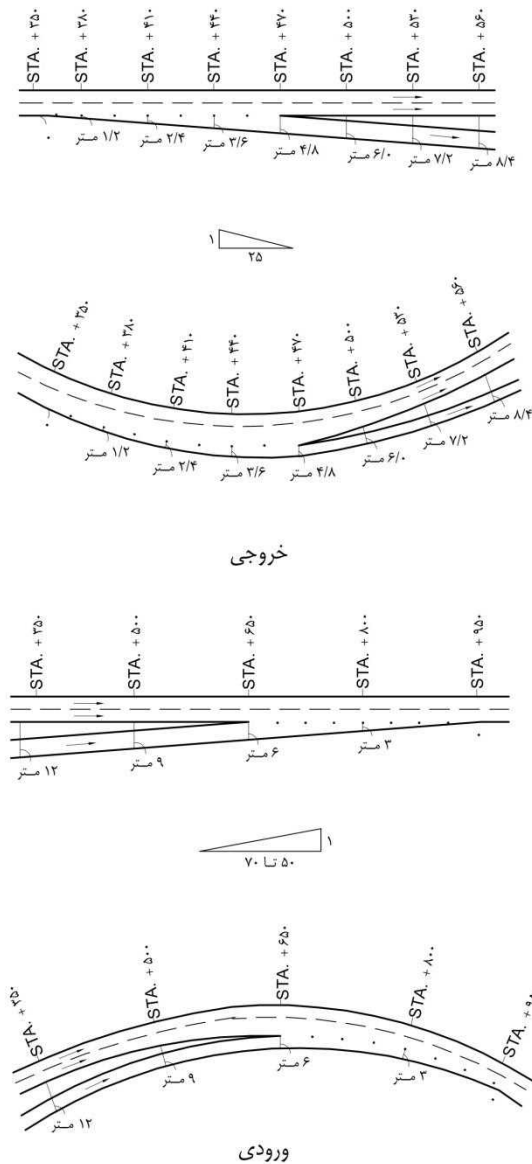 STA. + ۳۵۰
STA. + ۳۸۰
STA. + ۴۱۰
STA. + ۴۴۰
STA. + ۴۷۰
STA. + ۵۰۰
STA. + ۵۳۰
STA. + ۵۶۰
۱/۲ متر
۲/۴ متر
۳/۶ متر
۴/۸ متر
۶/۰ متر
۷/۲ متر
۸/۴ متر
۱
۲۵
STA. + ۳۵۰
STA. + ۳۸۰
STA. + ۴۱۰
STA. + ۴۴۰
STA. + ۴۷۰
STA. + ۵۰۰
STA. + ۵۳۰
STA. + ۵۶۰
۱/۲ متر
۲/۴ متر
۳/۶ متر
۴/۸ متر
۶/۰ متر
۷/۲ متر
۸/۴ متر
خروجی
STA. + ۳۵۰
STA. + ۵۰۰
STA. + ۶۵۰
STA. + ۸۰۰
STA. + ۹۵۰
۱۲ متر
۹ متر
۶ متر
۳ متر
۱
۵۰ تا ۷۰
STA. + ۳۵۰
STA. + ۵۰۰
STA. + ۶۵۰
STA. + ۸۰۰
۱۲ متر
۹ متر
۶ متر
۳ متر
ورودی